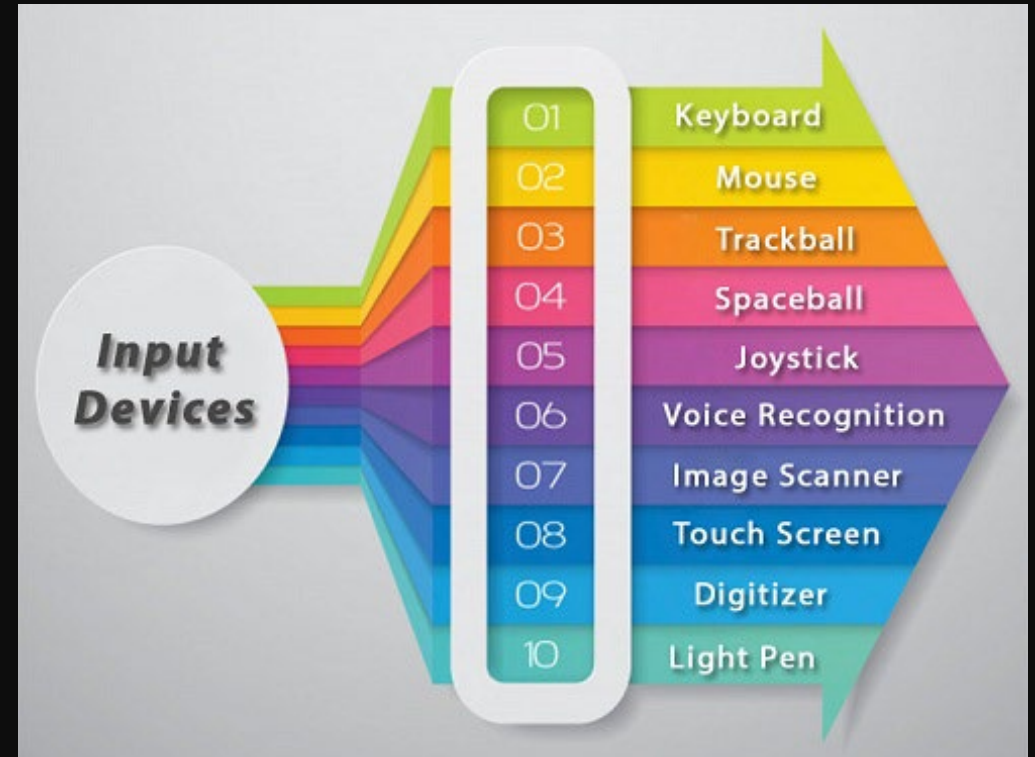 Input
Devices
01 Keyboard
02 Mouse
03 Trackball
04 Spaceball
05 Joystick
06 Voice Recognition
07 Image Scanner
08 Touch Screen
09 Digitizer
10 Light Pen